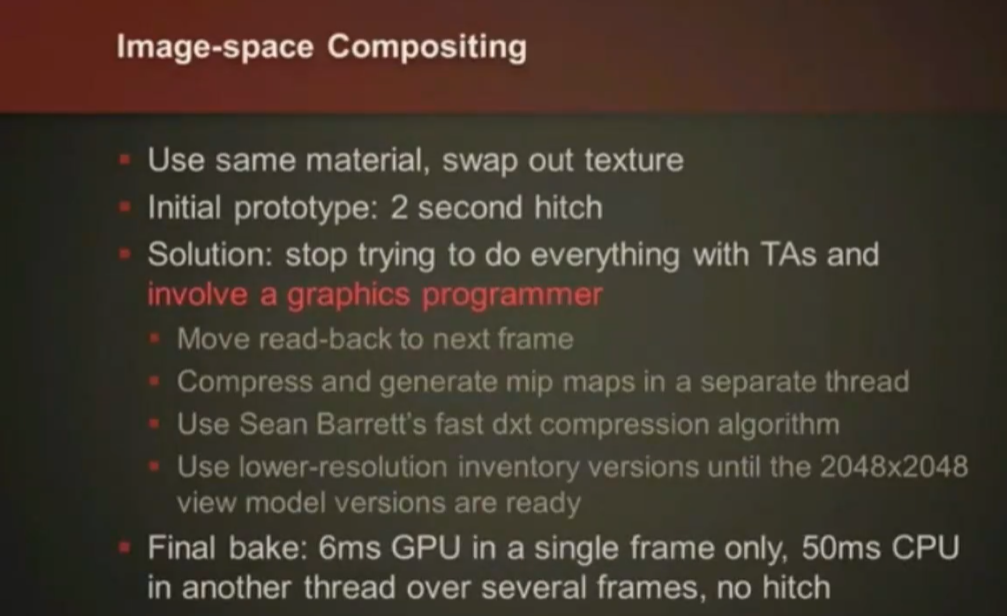 Image-space Compositing
Use same material, swap out texture
Initial prototype: 2 second hitch
Solution: stop trying to do everything with TAs and
involve a graphics programmer
Move read-back to next frame
Compress and generate mip maps in a separate thread
Use Sean Barrett's fast dxt compression algorithm
Use lower-resolution inventory versions until the 2048x2048
view model versions are ready
Final bake: 6ms GPU in a single frame only, 50ms CPU
in another thread over several frames, no hitch